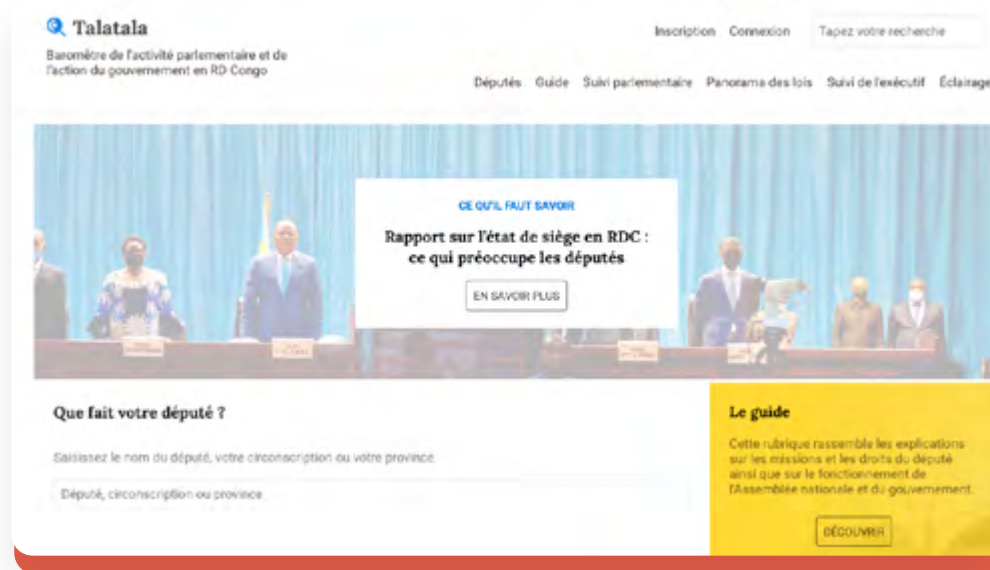 Talatala
Baromètre de l'activité parlementaire et de
l'action du gouvernement en RD Congo
Inscription Connexion Tapez votre recherche
Députés Guide Suivi parlementaire Panorama des lois Suivi de l'exécutif Éclairage
CE QU'IL FAUT SAVOIR
Rapport sur l'état de siège en RDC :
ce qui préoccupe les députés
EN SAVOIR PLUS
Que fait votre député ?
Saisissez le nom du député, votre circonscription ou votre province
Député, circonscription ou province
Le guide
Cette rubrique rassemble les explications
sur les missions et les droits du député
ainsi que sur le fonctionnement de
l'Assemblée nationale et du gouvernement.
DÉCOUVRIR